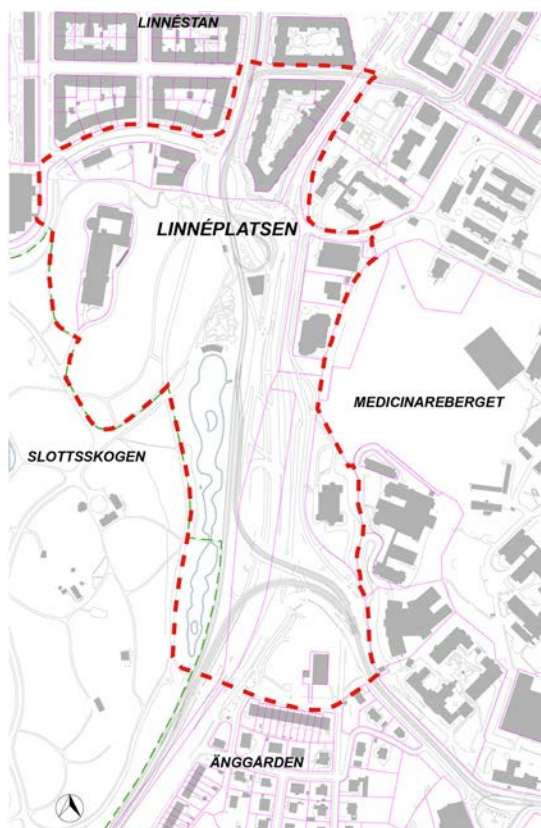 LINNÉSTAN
LINNÉPLATSEN
MEDICINAREBERGET
SLOTTSSKOGEN
ÄNGGÅRDEN